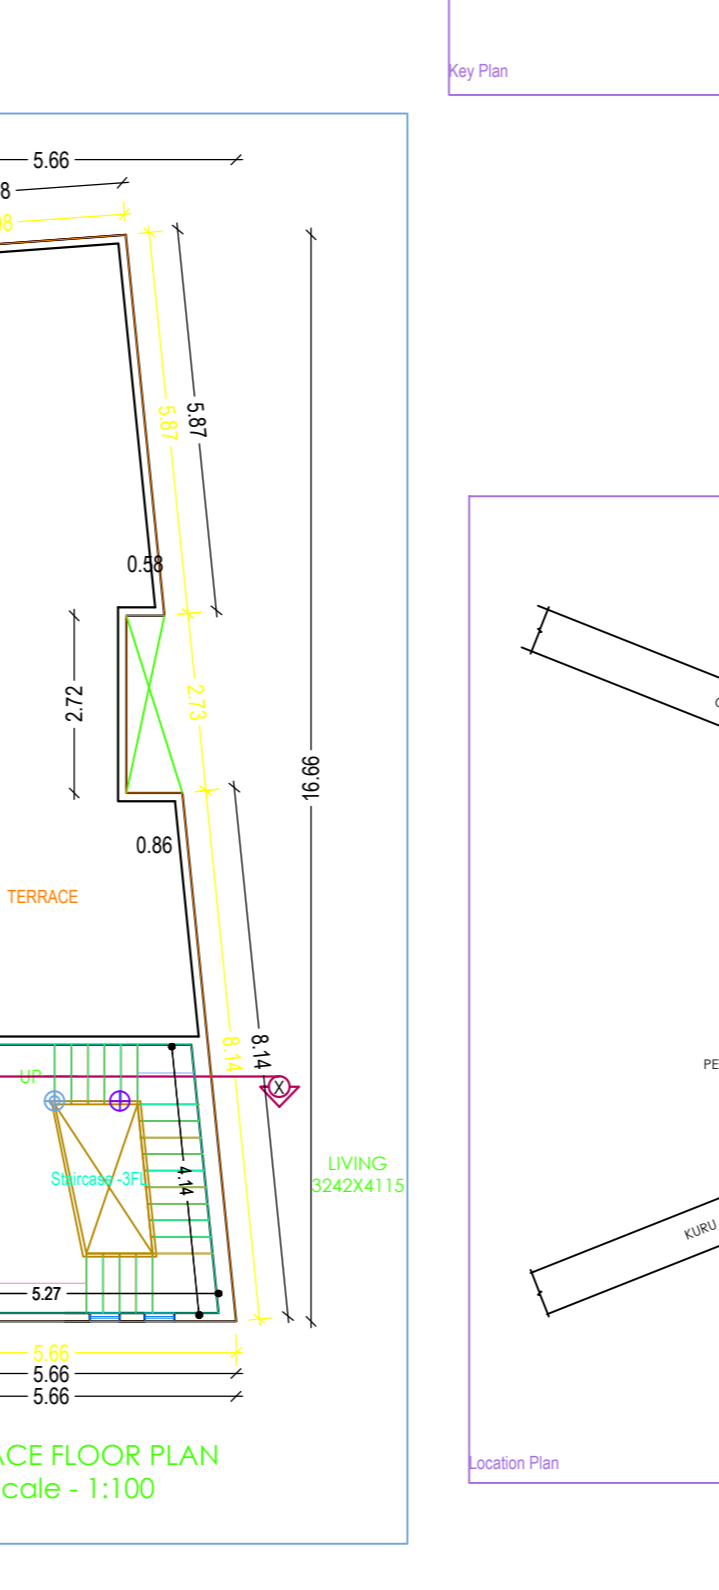 Key Plan
5.66
8
98
5.87
5.87
0.58
2.72
2.73
16.66
0.86
TERRACE
8.14
8.14
UP
X
Staircase -3FL
4.14
LIVING
3242X4115
5.27
5.66
5.66
5.66
ACE FLOOR PLAN
cale - 1:100
PE
KURU
Location Plan